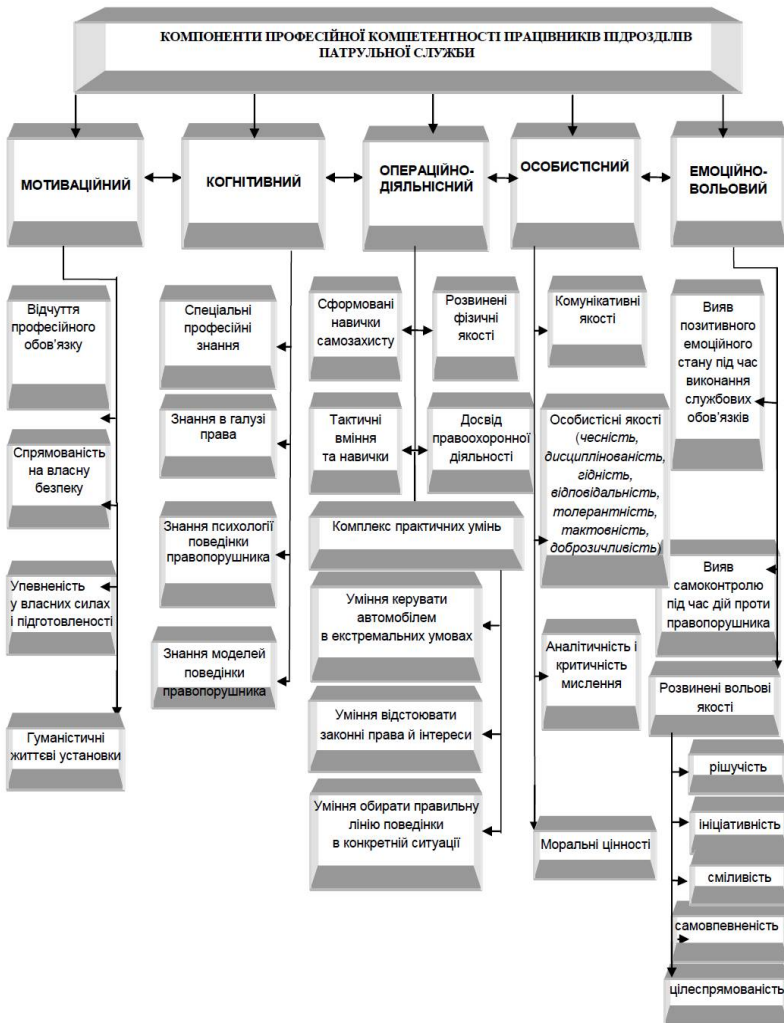 КОМПОНЕНТИ ПРОФЕСІЙНОЇ КОМПЕТЕНТНОСТІ ПРАЦІВНИКІВ ПІДРОЗДІЛІВ
ПАТРУЛЬНОЇ СЛУЖБИ
МОТИВАЦІЙНИЙ
КОГНІТИВНИЙ
ОПЕРАЦІЙНО-
ДІЯЛЬНІСНИЙ
ОСОБИСТІСНИЙ
ЕМОЦІЙНО-
ВОЛЬОВИЙ
Відчуття
професійного
обов’язку
Спрямованість
на власну
безпеку
Упевненість
у власних силах
і підготовленості
Гуманістичні
життєві установки
Спеціальні
професійні
знання
Знання в галузі
права
Знання психології
поведінки
правопорушника
Знання моделей
поведінки
правопорушника
Сформовані
навички
самозахисту
Розвинені
фізичні
якості
Тактичні
вміння
та навички
Досвід
правоохоронної
діяльності
Комплекс практичних умінь
Уміння керувати
автомобілем
в екстремальних умовах
Уміння відстоювати
законні права й інтереси
Уміння обирати правильну
лінію поведінки
в конкретній ситуації
Комунікативні
якості
Особистісні якості
(чесність,
дисциплінованість,
гідність,
відповідальність,
толерантність,
тактовність,
доброзичливість)
Аналітичність і
критичність
мислення
Моральні цінності
Вияв
позитивного
емоційного
стану під час
виконання
службових
обов’язків
Вияв
самоконтролю
під час дій проти
правопорушника
Розвинені вольові
якості
рішучість
ініціативність
сміливість
самовпевненість
цілеспрямованість